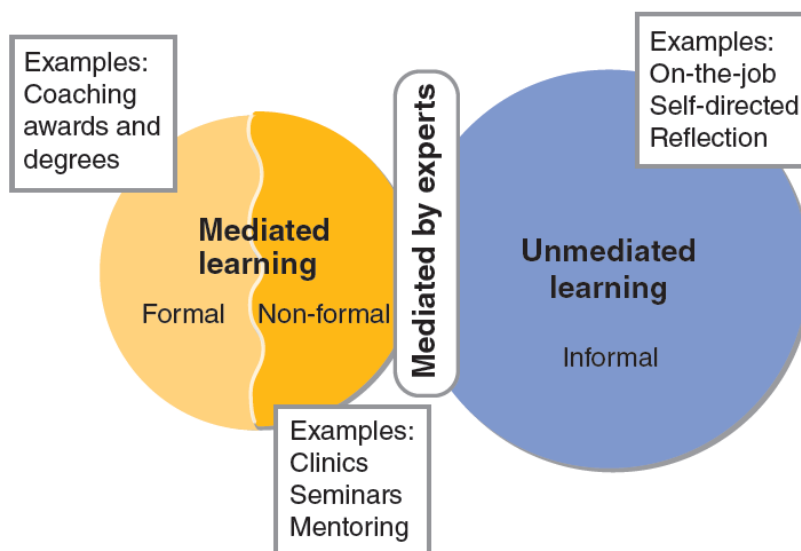 Examples:
Coaching
awards and
degrees
Mediated
learning
Formal
Non-formal
Examples:
Clinics
Seminars
Mentoring
Mediated by experts
Examples:
On-the-job
Self-directed
Reflection
Unmediated
learning
Informal